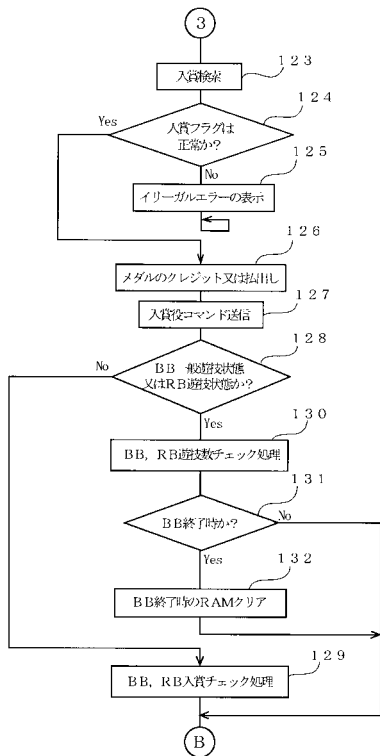 3
入賞検索
123
124
Yes
入賞フラグは
正常か?
No
125
イリーガルエラーの表示
126
メダルのクレジット又は払出し
127
入賞役コマンド送信
128
No
BB一般遊技状態
又はRB遊技状態か?
Yes
130
BB,RB遊技数チェック処理
131
BB終了時か?
No
Yes
132
BB終了時のRAMクリア
129
BB,RB入賞チェック処理
B